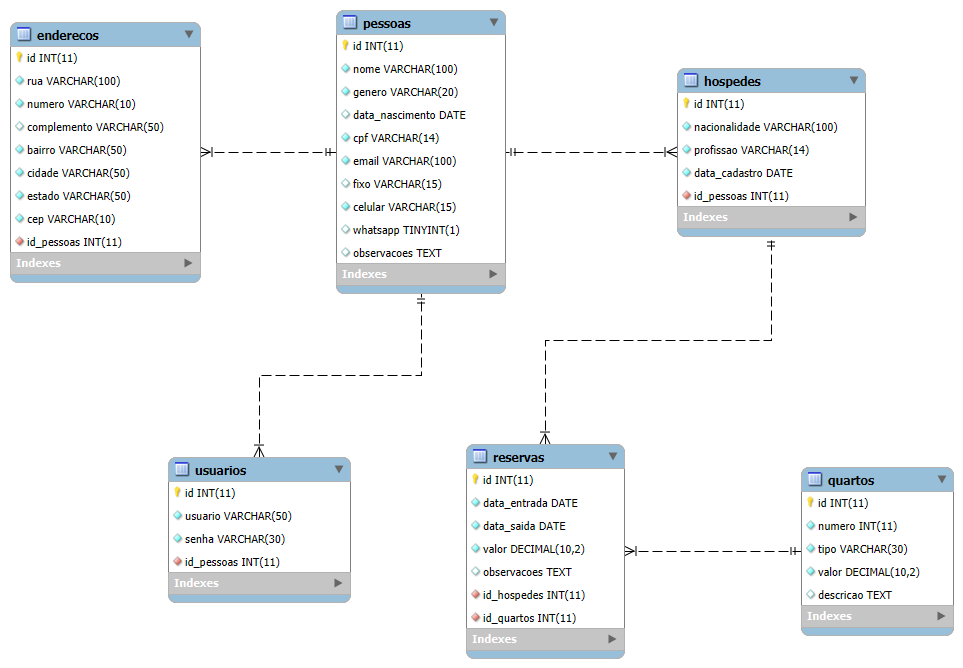 enderecos
id INT(11)
rua VARCHAR(100)
numero VARCHAR(10)
complemento VARCHAR(50)
bairro VARCHAR(50)
cidade VARCHAR(50)
estado VARCHAR(50)
cep VARCHAR(10)
id_pessoas INT(11)
Indexes
pessoas
id INT(11)
nome VARCHAR(100)
genero VARCHAR(20)
data_nascimento DATE
cpf VARCHAR(14)
email VARCHAR(100)
fixo VARCHAR(15)
celular VARCHAR(15)
whatsapp TINYINT(1)
observacoes TEXT
Indexes
hospedes
id INT(11)
nacionalidade VARCHAR(100)
profissao VARCHAR(14)
data_cadastro DATE
id_pessoas INT(11)
Indexes
usuarios
id INT(11)
usuario VARCHAR(50)
senha VARCHAR(30)
id_pessoas INT(11)
Indexes
reservas
id INT(11)
data_entrada DATE
data_saida DATE
valor DECIMAL(10,2)
observacoes TEXT
id_hospedes INT(11)
id_quartos INT(11)
Indexes
quartos
id INT(11)
numero INT(11)
tipo VARCHAR(30)
valor DECIMAL(10,2)
descricao TEXT
Indexes